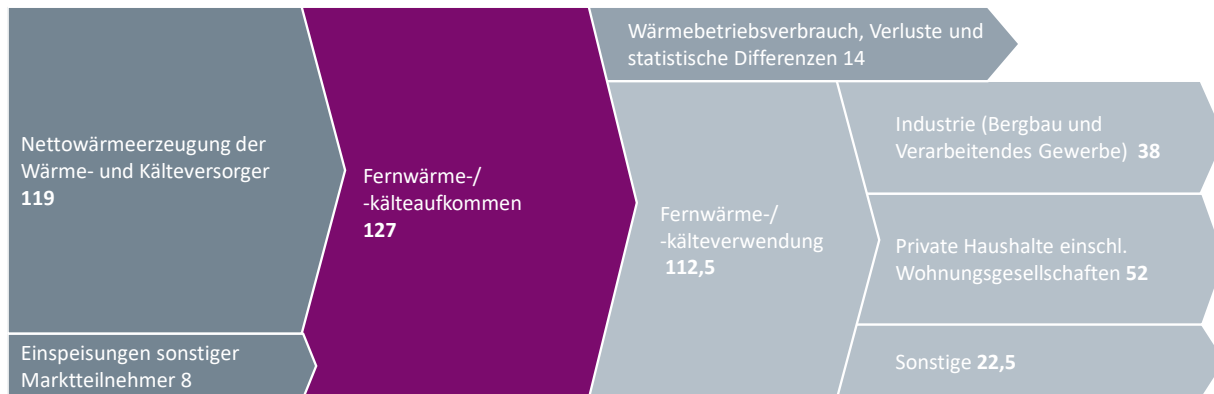 Nettowärmeerzeugung der
Wärme- und Kälteversorger
119
Einspeisungen sonstiger
Marktteilnehmer 8
Fernwärme-/
-kälteaufkommen
127
Wärmebetriebsverbrauch, Verluste und
statistische Differenzen 14
Fernwärme-/
-kälteverwendung
112,5
Industrie (Bergbau und
Verarbeitendes Gewerbe) 38
Private Haushalte einschl.
Wohnungsgesellschaften 52
Sonstige 22,5